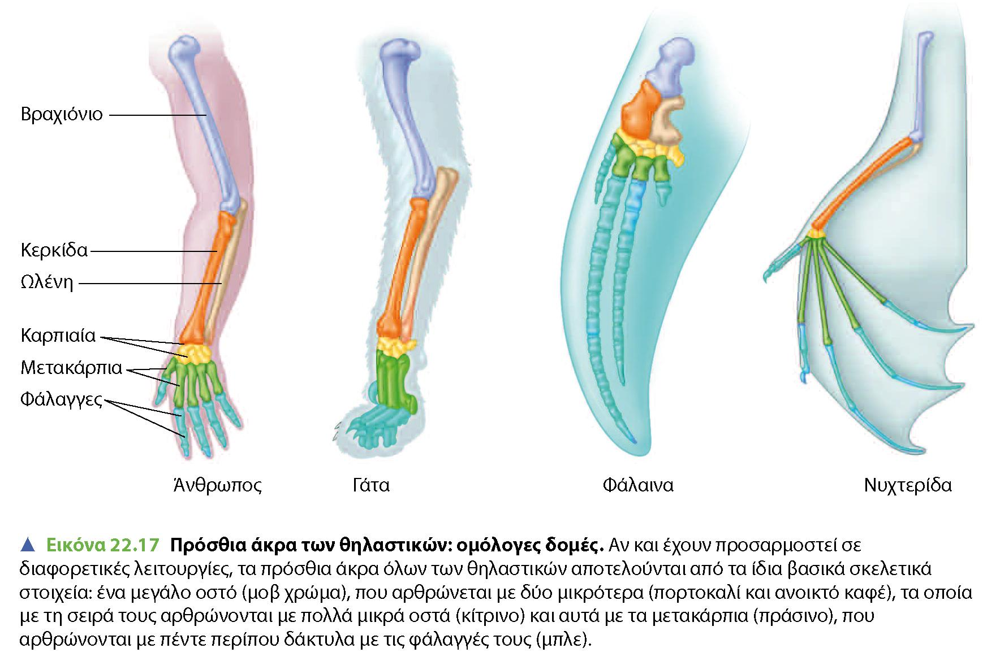 Βραχιόνιο
Κερκίδα
Ωλένη
Καρπιαία
Μετακάρπια
Φάλαγγες
Άνθρωπος
Γάτα
Φάλαινα
Νυχτερίδα
▲ Εικόνα 22.17 Πρόσθια άκρα των θηλαστικών: ομόλογες δομές. Αν και έχουν προσαρμοστεί σε
διαφορετικές λειτουργίες, τα πρόσθια άκρα όλων των θηλαστικών αποτελούνται από τα ίδια βασικά σκελετικά
στοιχεία: ένα μεγάλο οστό (μοβ χρώμα), που αρθρώνεται με δύο μικρότερα (πορτοκαλί και ανοικτό καφέ), τα οποία
με τη σειρά τους αρθρώνονται με πολλά μικρά οστά (κίτρινο) και αυτά με τα μετακάρπια (πράσινο), που
αρθρώνονται με πέντε περίπου δάκτυλα με τις φάλαγγές τους (μπλε).